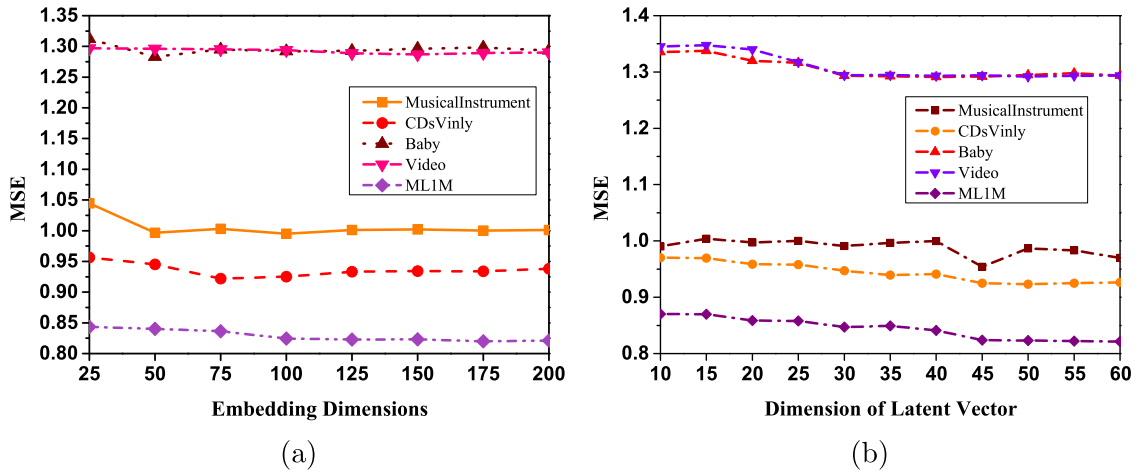 1.35
1.30
1.25
1.20
1.15
1.10
1.05
1.00
0.95
0.90
0.85
0.80
MSE
MusicalInstrument
CDsVinly
Baby
Video
ML1M
25 50 75 100 125 150 175 200
Embedding Dimensions
(a)
1.4
1.3
1.2
1.1
1.0
0.9
0.8
MSE
MusicalInstrument
CDsVinly
Baby
Video
ML1M
10 15 20 25 30 35 40 45 50 55 60
Dimension of Latent Vector
(b)